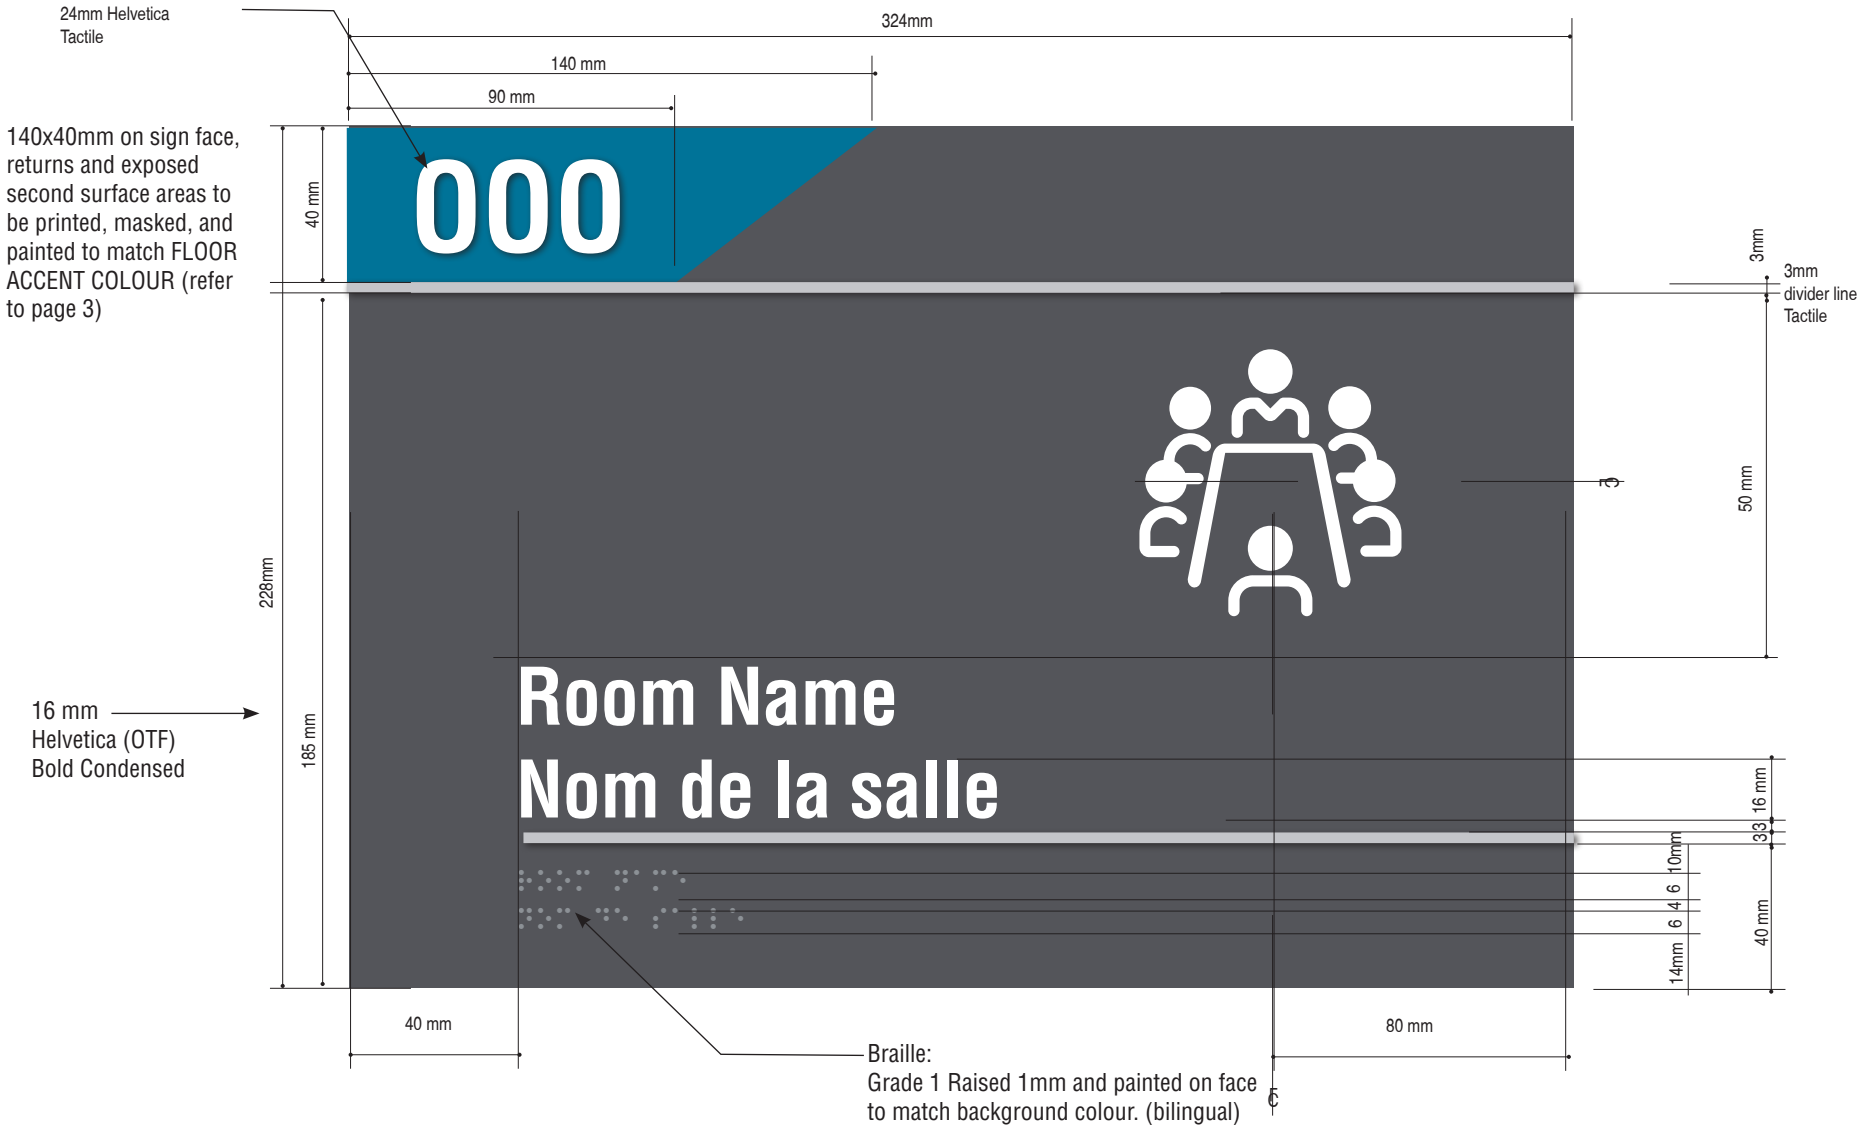 24mm Helvetica
Tactile
324mm
140 mm
90 mm
140x40mm on sign face,
returns and exposed
second surface areas to
be printed, masked, and
painted to match FLOOR
ACCENT COLOUR (refer
to page 3)
40 mm
000
3mm
3mm
divider line
Tactile
50 mm
228mm
185 mm
16 mm
Helvetica (OTF)
Bold Condensed
Room Name
Nom de la salle
16 mm
3
3
10mm
6
4
6
14mm
40 mm
40 mm
80 mm
Braille:
Grade 1 Raised 1mm and painted on face
to match background colour. (bilingual)